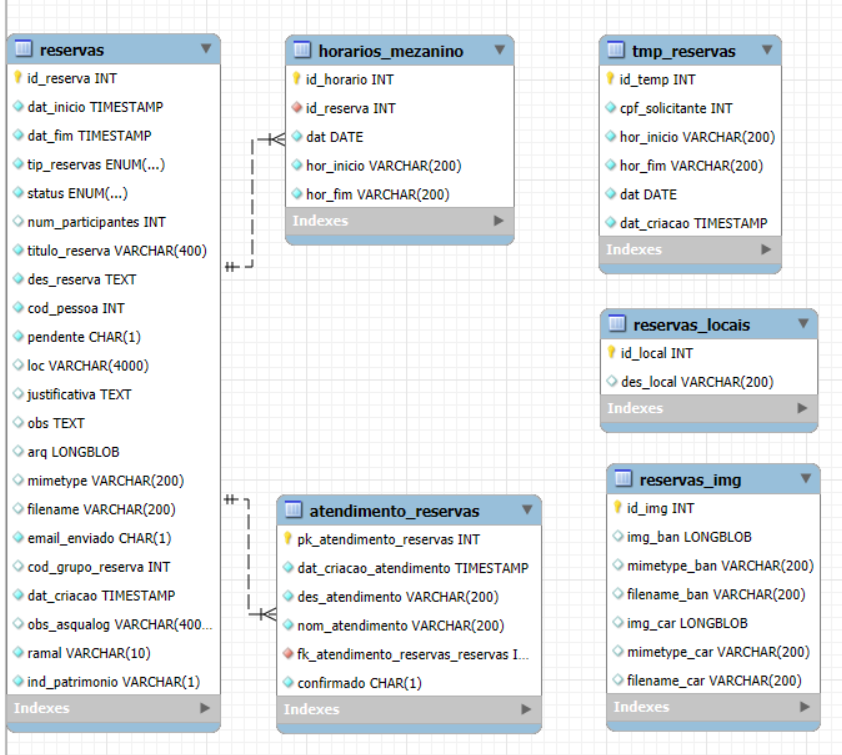 reservas
id_reserva INT
dat_inicio TIMESTAMP
dat_fim TIMESTAMP
tip_reservas ENUM(...)
status ENUM(...)
num_participantes INT
titulo_reserva VARCHAR(400)
des_reserva TEXT
cod_pessoa INT
pendente CHAR(1)
loc VARCHAR(4000)
justificativa TEXT
obs TEXT
arq LONGBLOB
mimetype VARCHAR(200)
filename VARCHAR(200)
email_enviado CHAR(1)
cod_grupo_reserva INT
dat_criacao TIMESTAMP
obs_asqualog VARCHAR(400...
ramal VARCHAR(10)
ind_patrimonio VARCHAR(1)
Indexes
horarios_mezanino
id_horario INT
id_reserva INT
dat DATE
hor_inicio VARCHAR(200)
hor_fim VARCHAR(200)
Indexes
atendimento_reservas
pk_atendimento_reservas INT
dat_criacao_atendimento TIMESTAMP
des_atendimento VARCHAR(200)
nom_atendimento VARCHAR(200)
fk_atendimento_reservas_reservas I...
confirmado CHAR(1)
Indexes
tmp_reservas
id_temp INT
cpf_solicitante INT
hor_inicio VARCHAR(200)
hor_fim VARCHAR(200)
dat DATE
dat_criacao TIMESTAMP
Indexes
reservas_locais
id_local INT
des_local VARCHAR(200)
Indexes
reservas_img
id_img INT
img_ban LONGBLOB
mimetype_ban VARCHAR(200)
filename_ban VARCHAR(200)
img_car LONGBLOB
mimetype_car VARCHAR(200)
filename_car VARCHAR(200)
Indexes